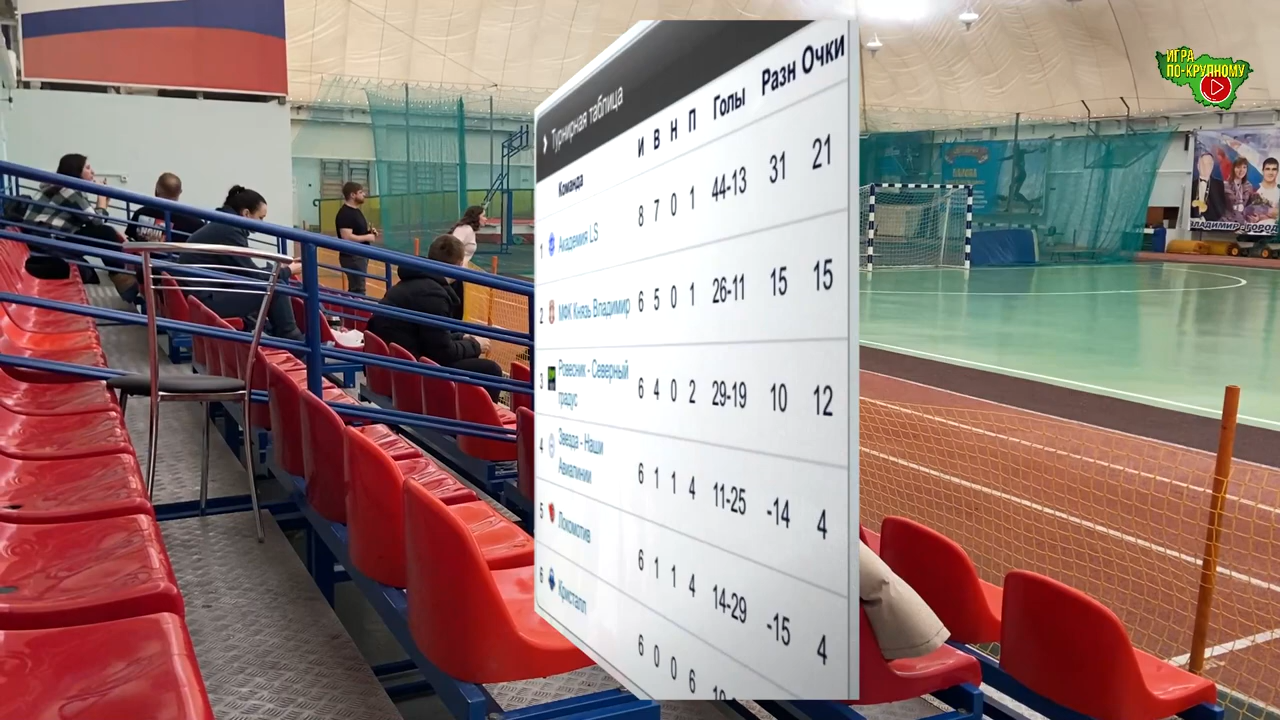 ИГРА
ПО-КРУПНОМУ
Турнирная таблица
Команда И В Н П Голы Разн Очки
1 Академия LS 8 7 0 1 44-13 31 21
2 МФК Князь Владимир 6 5 0 1 26-11 15 15
3 Ровесник - Северный
градус 6 4 0 2 29-19 10 12
4 Звезда - Наши
Авиалинии 6 1 1 4 11-25 -14 4
5 Локомотив 6 1 1 4 14-29 -15 4
6 Кристалл 6 0 0 6
ВЛАДИМИР-ГОРОД